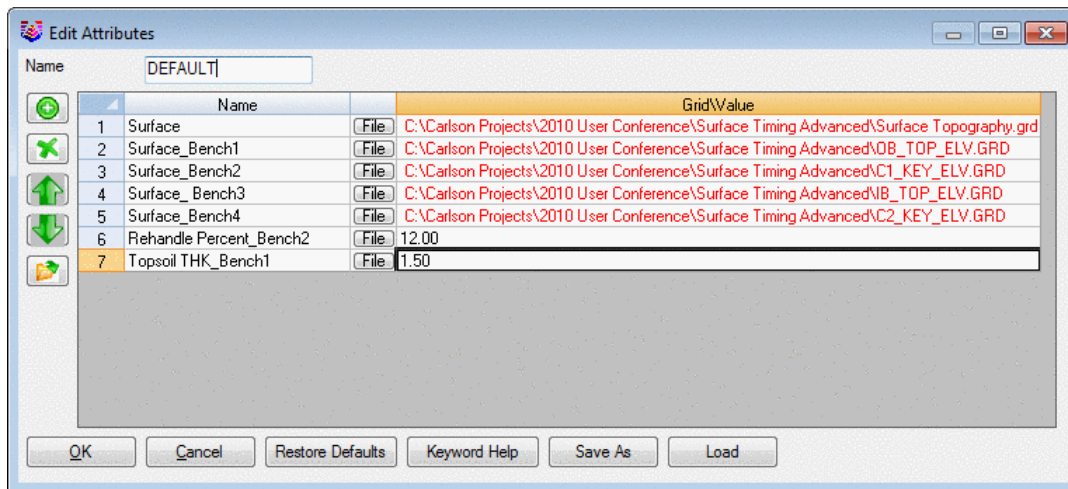 Edit Attributes
Name DEFAULT
Name Grid\Value
1 Surface File C:\Carlson Projects\2010 User Conference\Surface Timing Advanced\Surface Topography.grd
2 Surface_Bench1 File C:\Carlson Projects\2010 User Conference\Surface Timing Advanced\OB_TOP_ELV.GRD
3 Surface_Bench2 File C:\Carlson Projects\2010 User Conference\Surface Timing Advanced\C1_KEY_ELV.GRD
4 Surface_ Bench3 File C:\Carlson Projects\2010 User Conference\Surface Timing Advanced\IB_TOP_ELV.GRD
5 Surface_Bench4 File C:\Carlson Projects\2010 User Conference\Surface Timing Advanced\C2_KEY_ELV.GRD
6 Rehandle Percent_Bench2 File 12.00
7 Topsoil THK_Bench1 File 1.50
OK Cancel Restore Defaults Keyword Help Save As Load